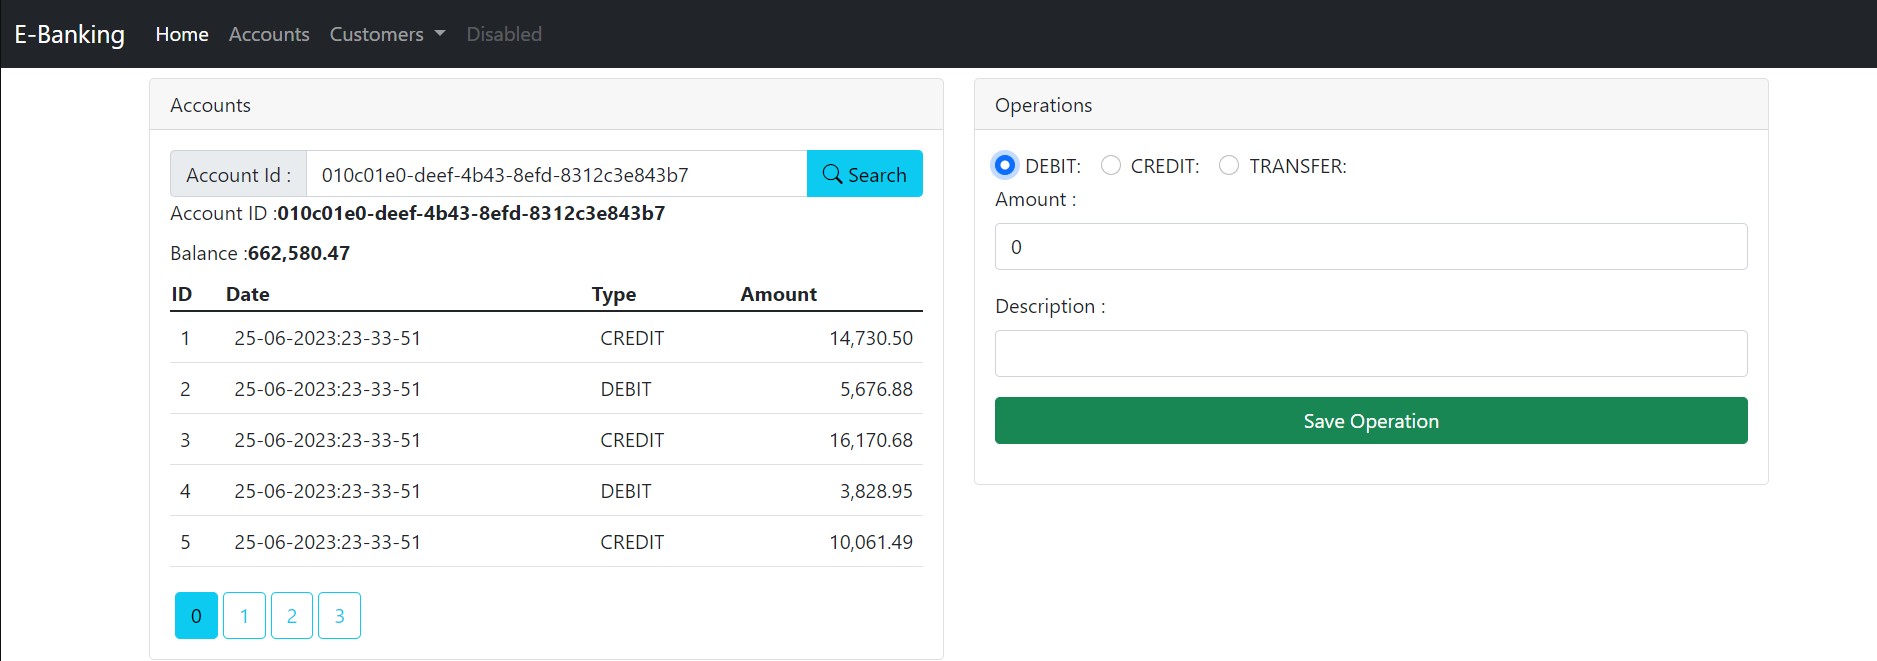 E-Banking Home Accounts Customers Disabled
Accounts
Account Id : 010c01e0-deef-4b43-8efd-8312c3e843b7 Search
Account ID :010c01e0-deef-4b43-8efd-8312c3e843b7
Balance :662,580.47
ID Date Type Amount
1 25-06-2023:23-33-51 CREDIT 14,730.50
2 25-06-2023:23-33-51 DEBIT 5,676.88
3 25-06-2023:23-33-51 CREDIT 16,170.68
4 25-06-2023:23-33-51 DEBIT 3,828.95
5 25-06-2023:23-33-51 CREDIT 10,061.49
0 1 2 3
Operations
DEBIT: CREDIT: TRANSFER:
Amount :
0
Description :
Save Operation